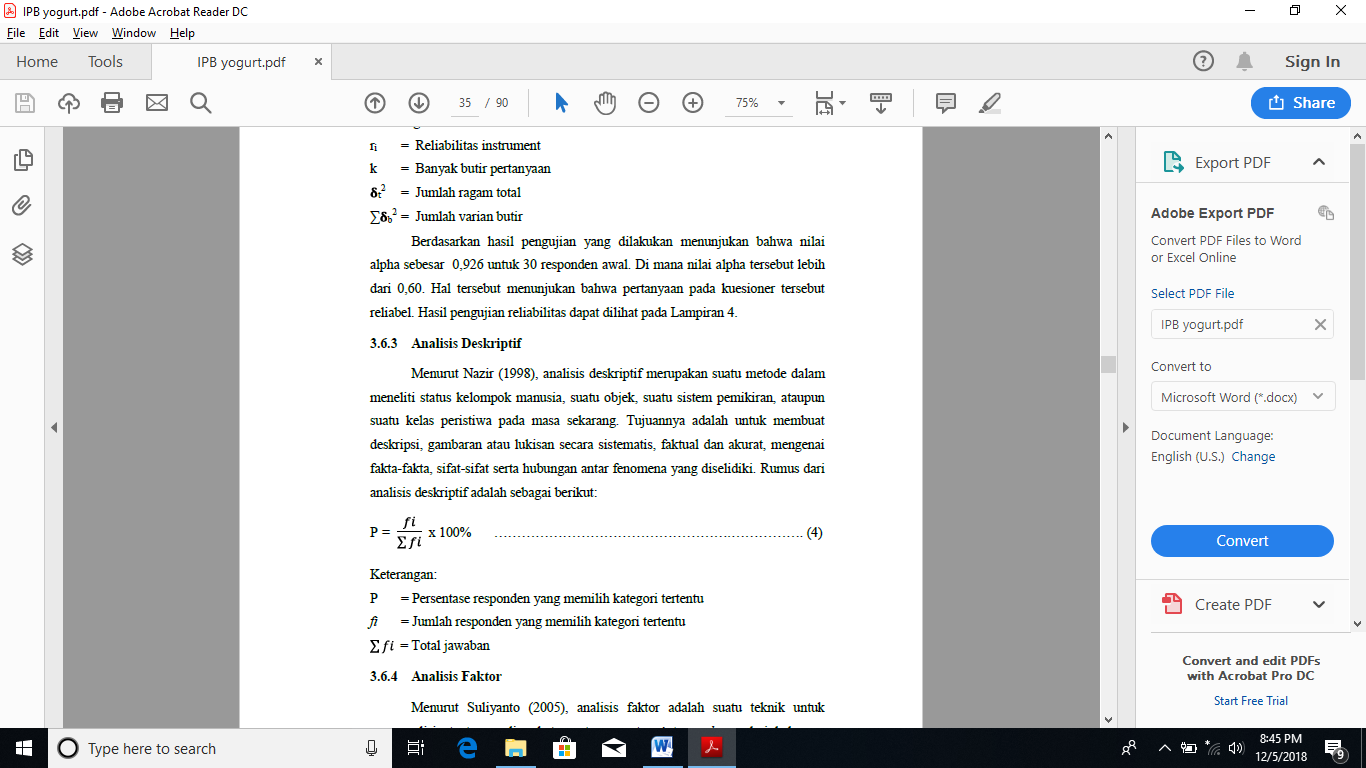 IPB yogurt.pdf - Adobe Acrobat Reader DC
File Edit View Window Help
Home Tools IPB yogurt.pdf × Sign In
35 / 90 75% Share
rᵢ = Reliabilitas instrument
k = Banyak butir pertanyaan
δₜ² = Jumlah ragam total
∑δb² = Jumlah varian butir
Berdasarkan hasil pengujian yang dilakukan menunjukan bahwa nilai
alpha sebesar 0,926 untuk 30 responden awal. Di mana nilai alpha tersebut lebih
dari 0,60. Hal tersebut menunjukan bahwa pertanyaan pada kuesioner tersebut
reliabel. Hasil pengujian reliabilitas dapat dilihat pada Lampiran 4.
3.6.3 Analisis Deskriptif
Menurut Nazir (1998), analisis deskriptif merupakan suatu metode dalam
meneliti status kelompok manusia, suatu objek, suatu sistem pemikiran, ataupun
suatu kelas peristiwa pada masa sekarang. Tujuannya adalah untuk membuat
deskripsi, gambaran atau lukisan secara sistematis, faktual dan akurat, mengenai
fakta-fakta, sifat-sifat serta hubungan antar fenomena yang diselidiki. Rumus dari
analisis deskriptif adalah sebagai berikut:
P = fi / ∑ fi x 100% ……………………………………………………………. (4)
Keterangan:
P = Persentase responden yang memilih kategori tertentu
fi = Jumlah responden yang memilih kategori tertentu
∑ fi = Total jawaban
3.6.4 Analisis Faktor
Menurut Suliyanto (2005), analisis faktor adalah suatu teknik untuk
Export PDF
Adobe Export PDF
Convert PDF Files to Word
or Excel Online
Select PDF File
IPB yogurt.pdf
Convert to
Microsoft Word (*.docx)
Document Language:
English (U.S.) Change
Convert
Create PDF
Convert and edit PDFs
with Acrobat Pro DC
Start Free Trial
Type here to search
8:45 PM
12/5/2018
9